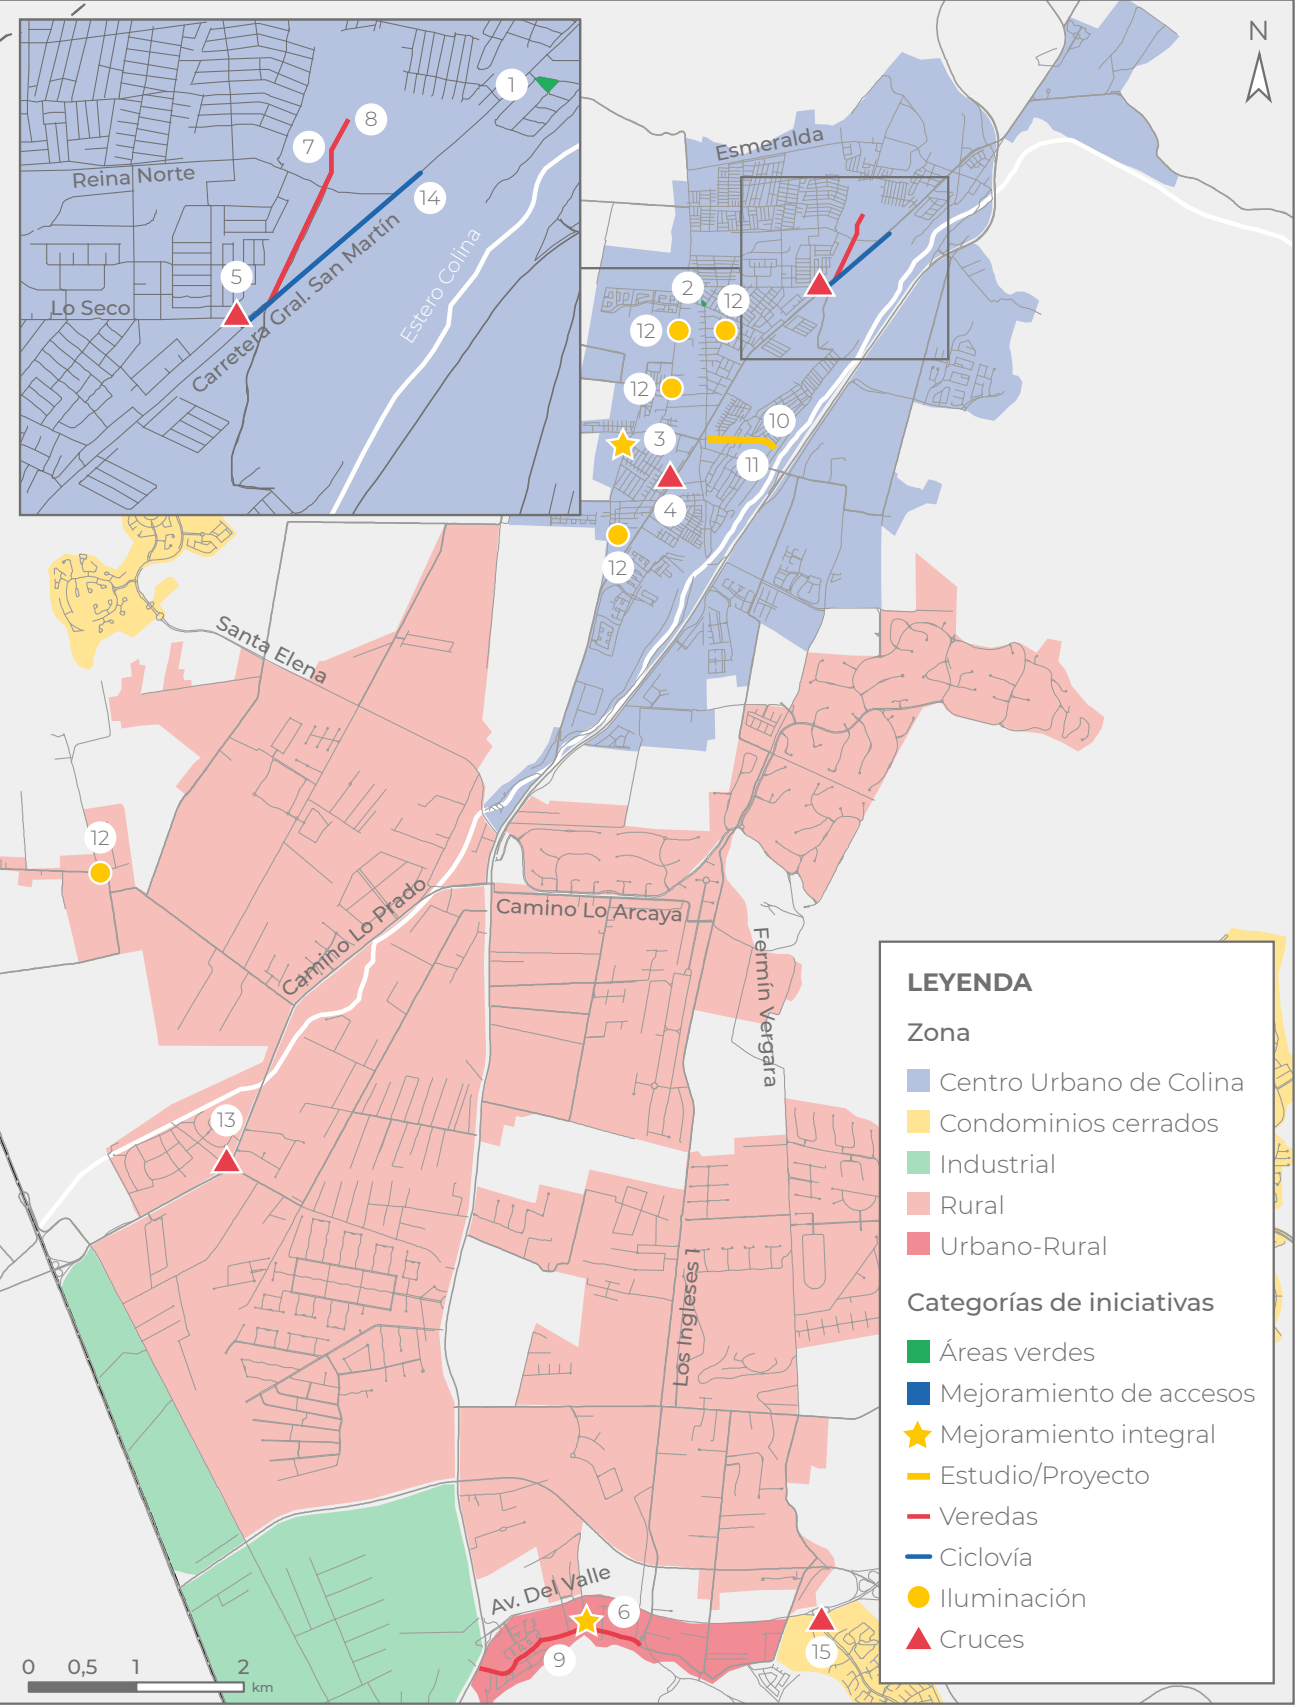 N
1
8
7
Reina Norte
14
5
Lo Seco
Carretera Gral. San Martín
Estero Colina
Esmeralda
2
12
12
12
3
10
11
4
12
Santa Elena
12
Camino Lo Prado
Camino Lo Arcaya
Fermín Vergara
13
Los Ingleses 1
Av. Del Valle
6
9
15
0 0,5 1 2
km
LEYENDA
Zona
Centro Urbano de Colina
Condominios cerrados
Industrial
Rural
Urbano-Rural
Categorías de iniciativas
Áreas verdes
Mejoramiento de accesos
Mejoramiento integral
Estudio/Proyecto
Veredas
Ciclovía
Iluminación
Cruces